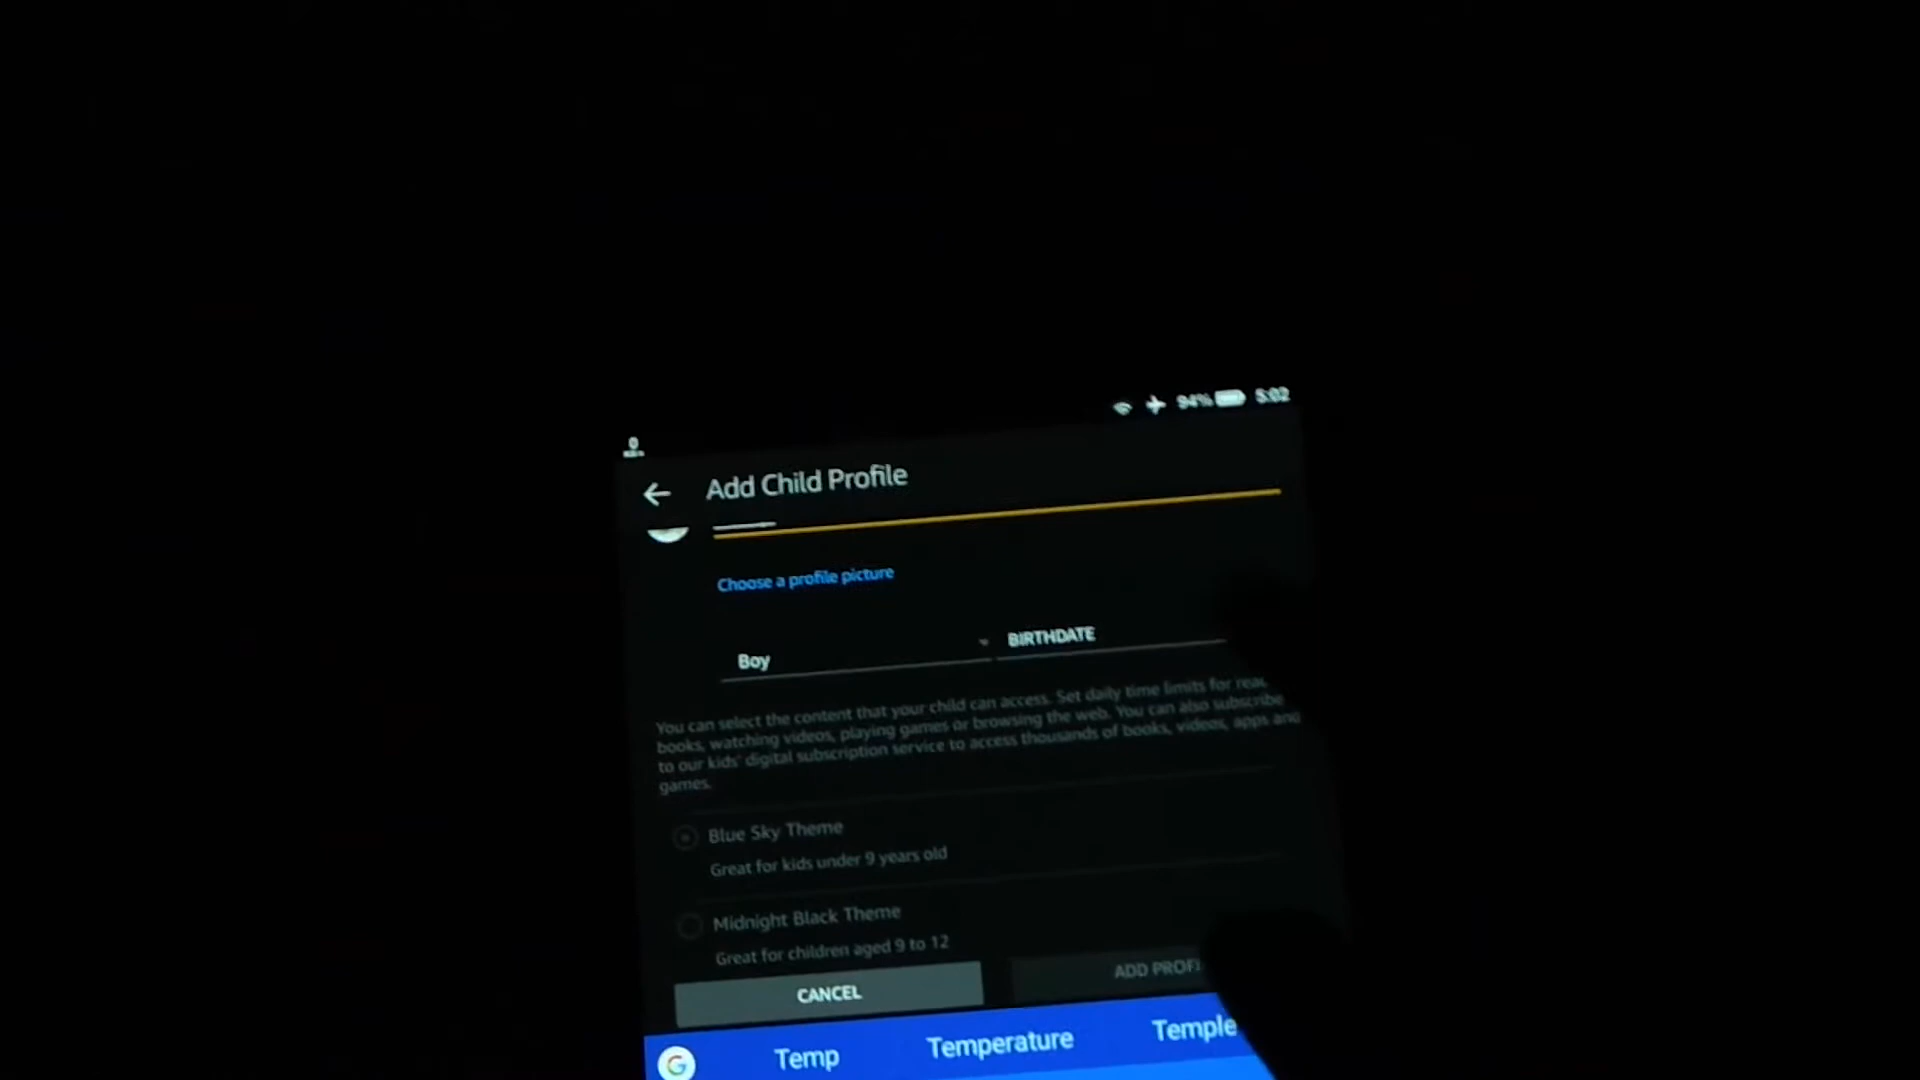 94% 5:02
Add Child Profile
Choose a profile picture
Boy BIRTHDATE
You can select the content that your child can access. Set daily time limits for
books, watching videos, playing games or browsing the web. You can also subscribe
to our kids' digital subscription service to access thousands of books, videos, apps and
games.
Blue Sky Theme
Great for kids under 9 years old
Midnight Black Theme
Great for children aged 9 to 12
CANCEL ADD
G Temp Temperature Temple